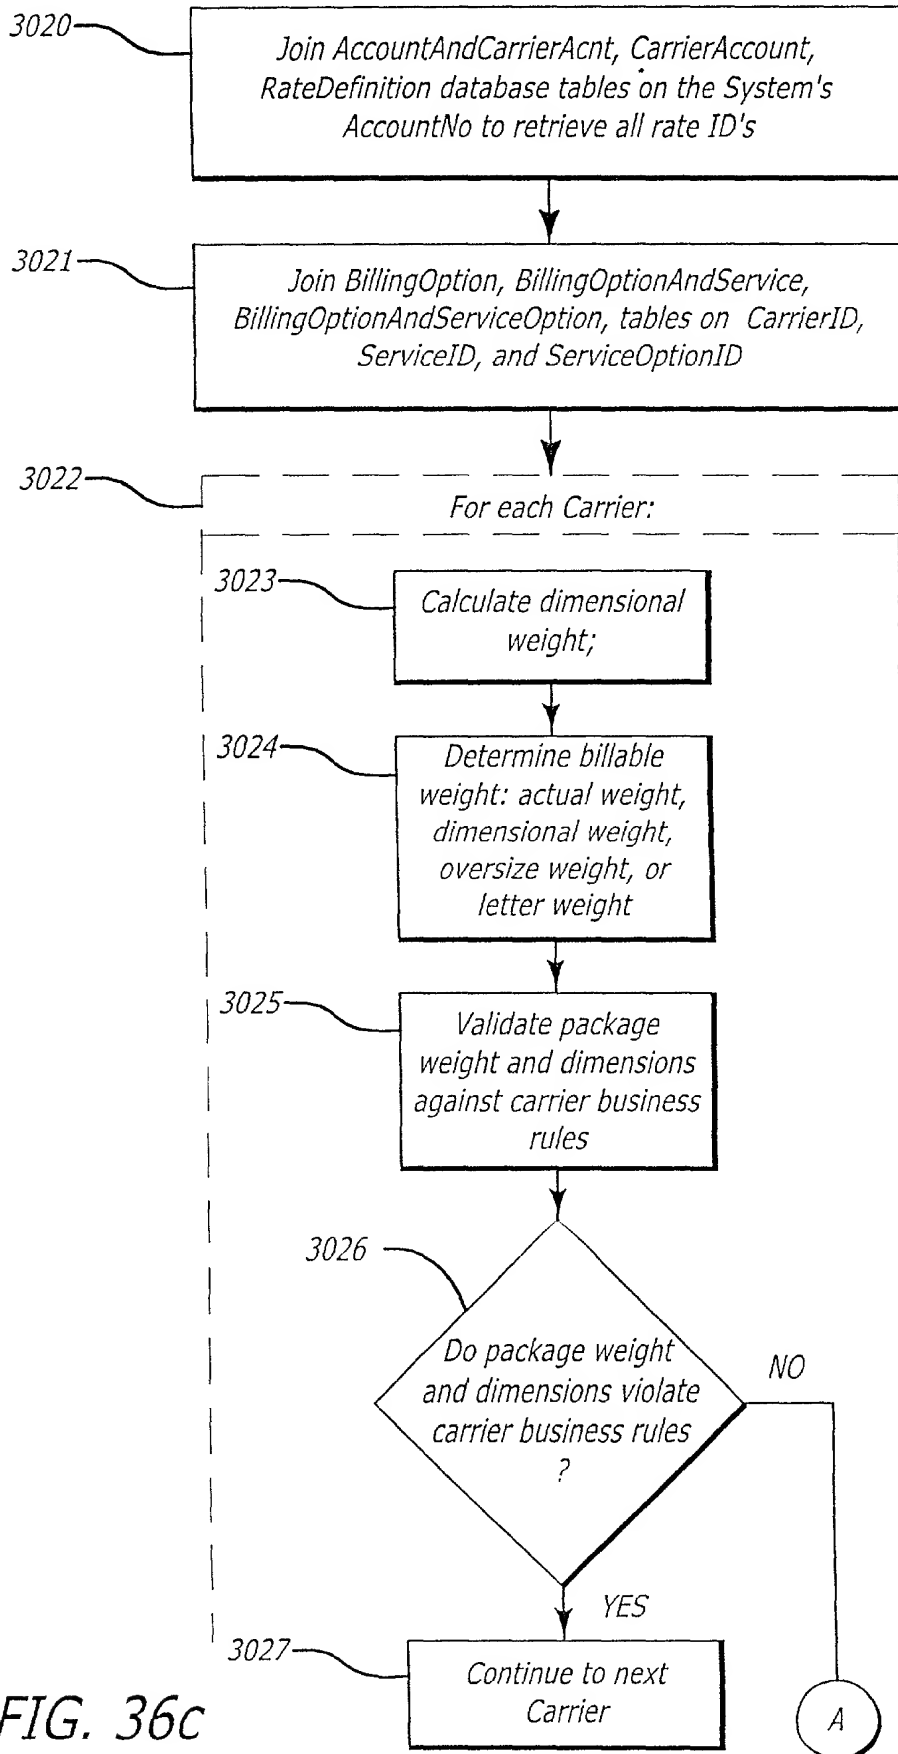 3020
Join AccountAndCarrierAcnt, CarrierAccount,
RateDefinition database tables on the System's
AccountNo to retrieve all rate ID's
3021
Join BillingOption, BillingOptionAndService,
BillingOptionAndServiceOption, tables on CarrierID,
ServiceID, and ServiceOptionID
3022
For each Carrier:
3023
Calculate dimensional
weight;
3024
Determine billable
weight: actual weight,
dimensional weight,
oversize weight, or
letter weight
3025
Validate package
weight and dimensions
against carrier business
rules
3026
Do package weight
and dimensions violate
carrier business rules
?
NO
YES
3027
Continue to next
Carrier
A
FIG. 36c